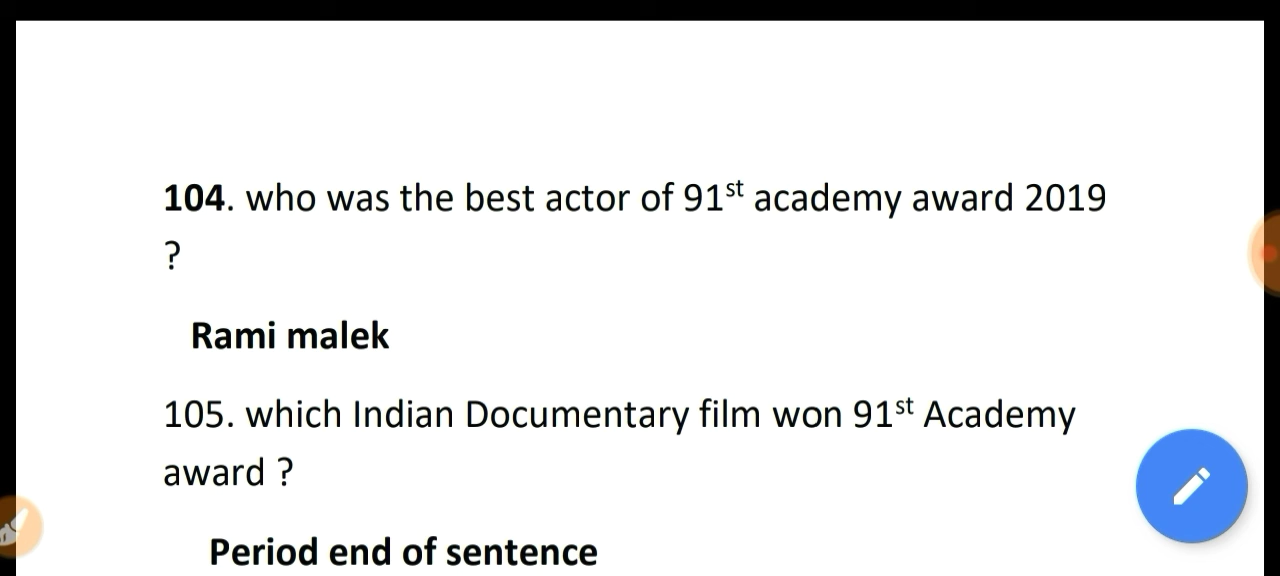 104. who was the best actor of 91st academy award 2019
?
Rami malek
105. which Indian Documentary film won 91st Academy
award ?
Period end of sentence